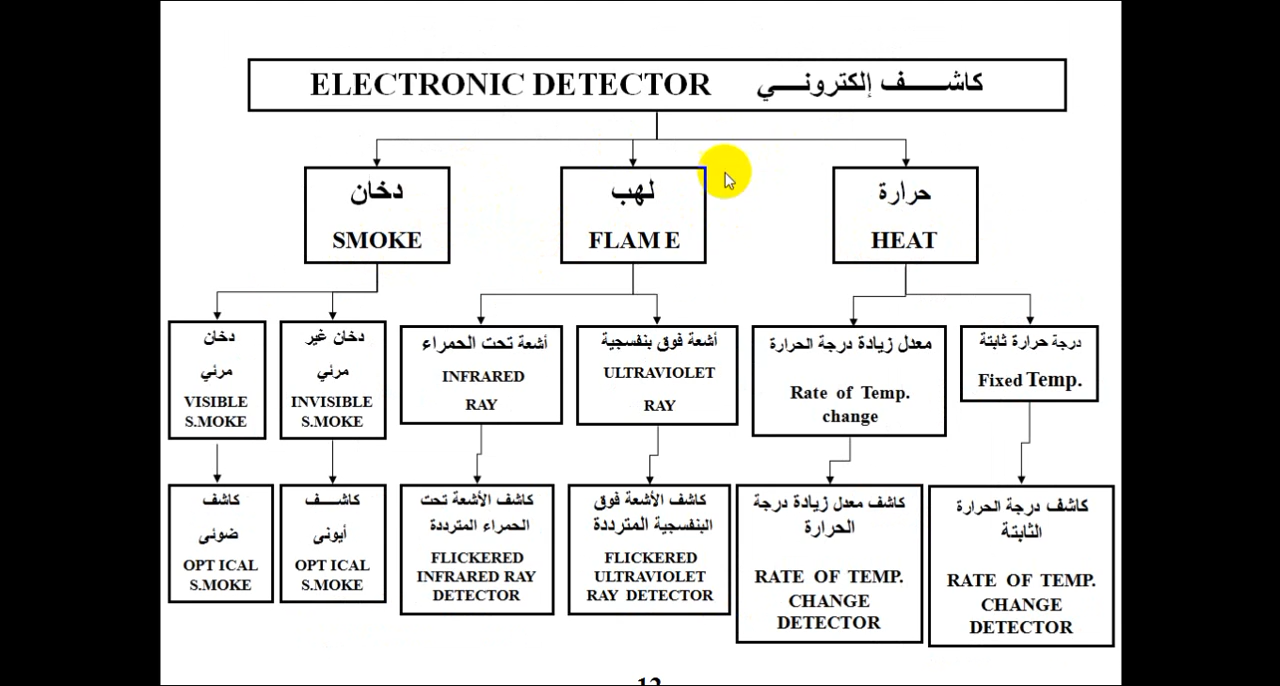 ELECTRONIC DETECTOR كاشـــــف إلكترونـــــي
دخان
SMOKE
لهب
FLAM E
حرارة
HEAT
دخان
مرئي
VISIBLE
S.MOKE
دخان غير
مرئي
INVISIBLE
S.MOKE
أشعة تحت الحمراء
INFRARED
RAY
أشعة فوق بنفسجية
ULTRAVIOLET
RAY
معدل زيادة درجة الحرارة
Rate of Temp.
change
درجة حرارة ثابتة
Fixed Temp.
كاشف
ضوئى
OPT ICAL
S.MOKE
كاشــــف
أيونى
OPT ICAL
S.MOKE
كاشف الأشعة تحت
الحمراء المترددة
FLICKERED
INFRARED RAY
DETECTOR
كاشف الأشعة فوق
البنفسجية المترددة
FLICKERED
ULTRAVIOLET
RAY DETECTOR
كاشف معدل زيادة درجة
الحرارة
RATE OF TEMP.
CHANGE
DETECTOR
كاشف درجة الحرارة
الثابتة
RATE OF TEMP.
CHANGE
DETECTOR